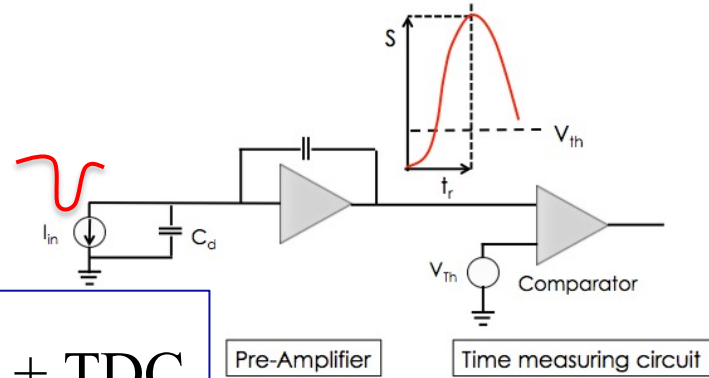 S
V_th
t_r
I_in
C_d
V_Th
Comparator
+ TDC
Pre-Amplifier
Time measuring circuit